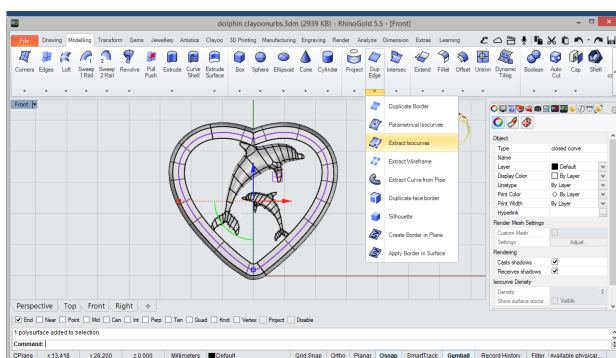 dolphin clayoonurbs.3dm (2939 KB) - RhinoGold 5.5 - [Front]
File Drawing Modelling Transform Gems Jewellery Artistics Clayoo 3D Printing Manufacturing Engraving Render Analyze Dimension Extras Learning
Corners Edges Loft Sweep 1 Rail Sweep 2 Rail Revolve Pull Push Extrude Curve Shell Extrude Surface Box Sphere Ellipsoid Cone Cylinder Project Dup Edge Intersec Extend Fillet Offset Untrim Dynamic Tiling Boolean Auto Cut Cap Shell
Front
Duplicate Border
Parametrical Isocurves
Extract Isocurves
Extract Wireframe
Extract Curve from Pipe
Duplicate face border
Silhouette
Create Border in Plane
Apply Border in Surface
Object
Type closed curve
Name
Layer Default
Display Color By Layer
Linetype By Layer
Print Color By Layer
Print Width By Layer
Hyperlink
Render Mesh Settings
Custom Mesh
Settings Adjust...
Rendering
Casts shadows
Receives shadows
Isocurve Density
Density
Show surface isocur... Visible
Perspective Top Front Right
End Near Point Mid Cen Int Perp Tan Quad Knot Vertex Project Disable
1 polysurface added to selection.
Command:
CPlane x 13.418 y 28.200 z 0.000 Millimeters Default Grid Snap Ortho Planar Osnap SmartTrack Gumball Record History Filter Available physical